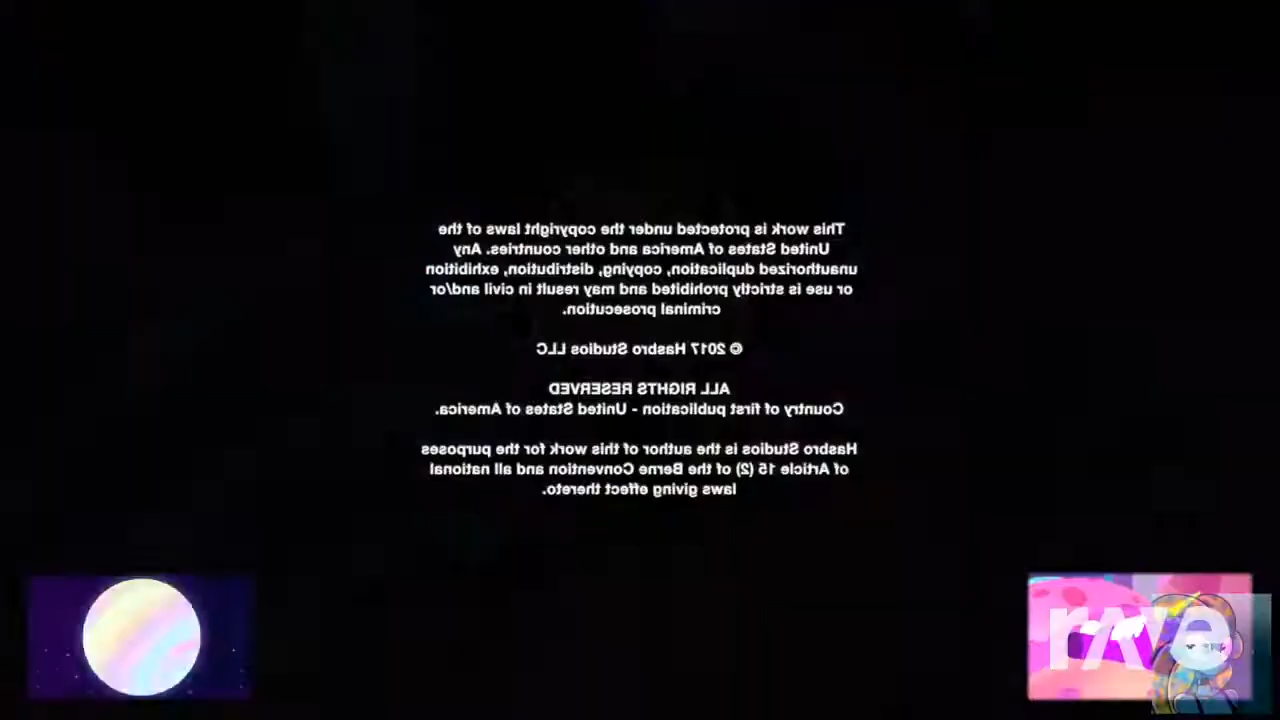 This work is protected under the copyright laws of the
United States of America and other countries. Any
unauthorized duplication, copying, distribution, exhibition
or use is strictly prohibited and may result in civil and/or
criminal prosecution.
© 2017 Hasbro Studios LLC
ALL RIGHTS RESERVED
Country of first publication - United States of America.
Hasbro Studios is the author of this work for the purposes
of Article 15 (2) of the Berne Convention and all national
laws giving effect thereto.
rave